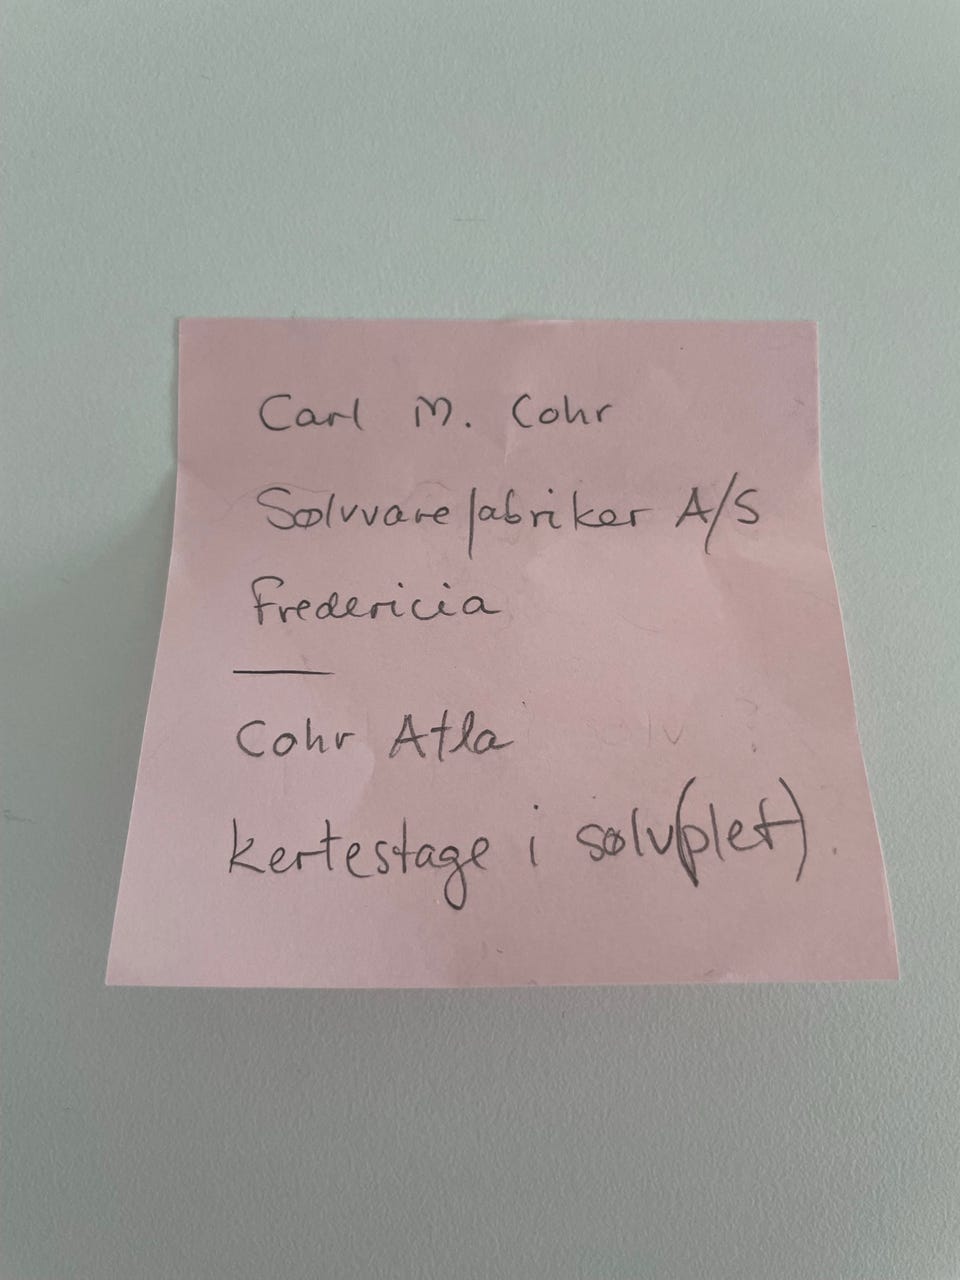 Carl M. Cohr
Sølvvarefabriker A/S
Fredericia
Cohr Atla
kertestage i sølv(plet).